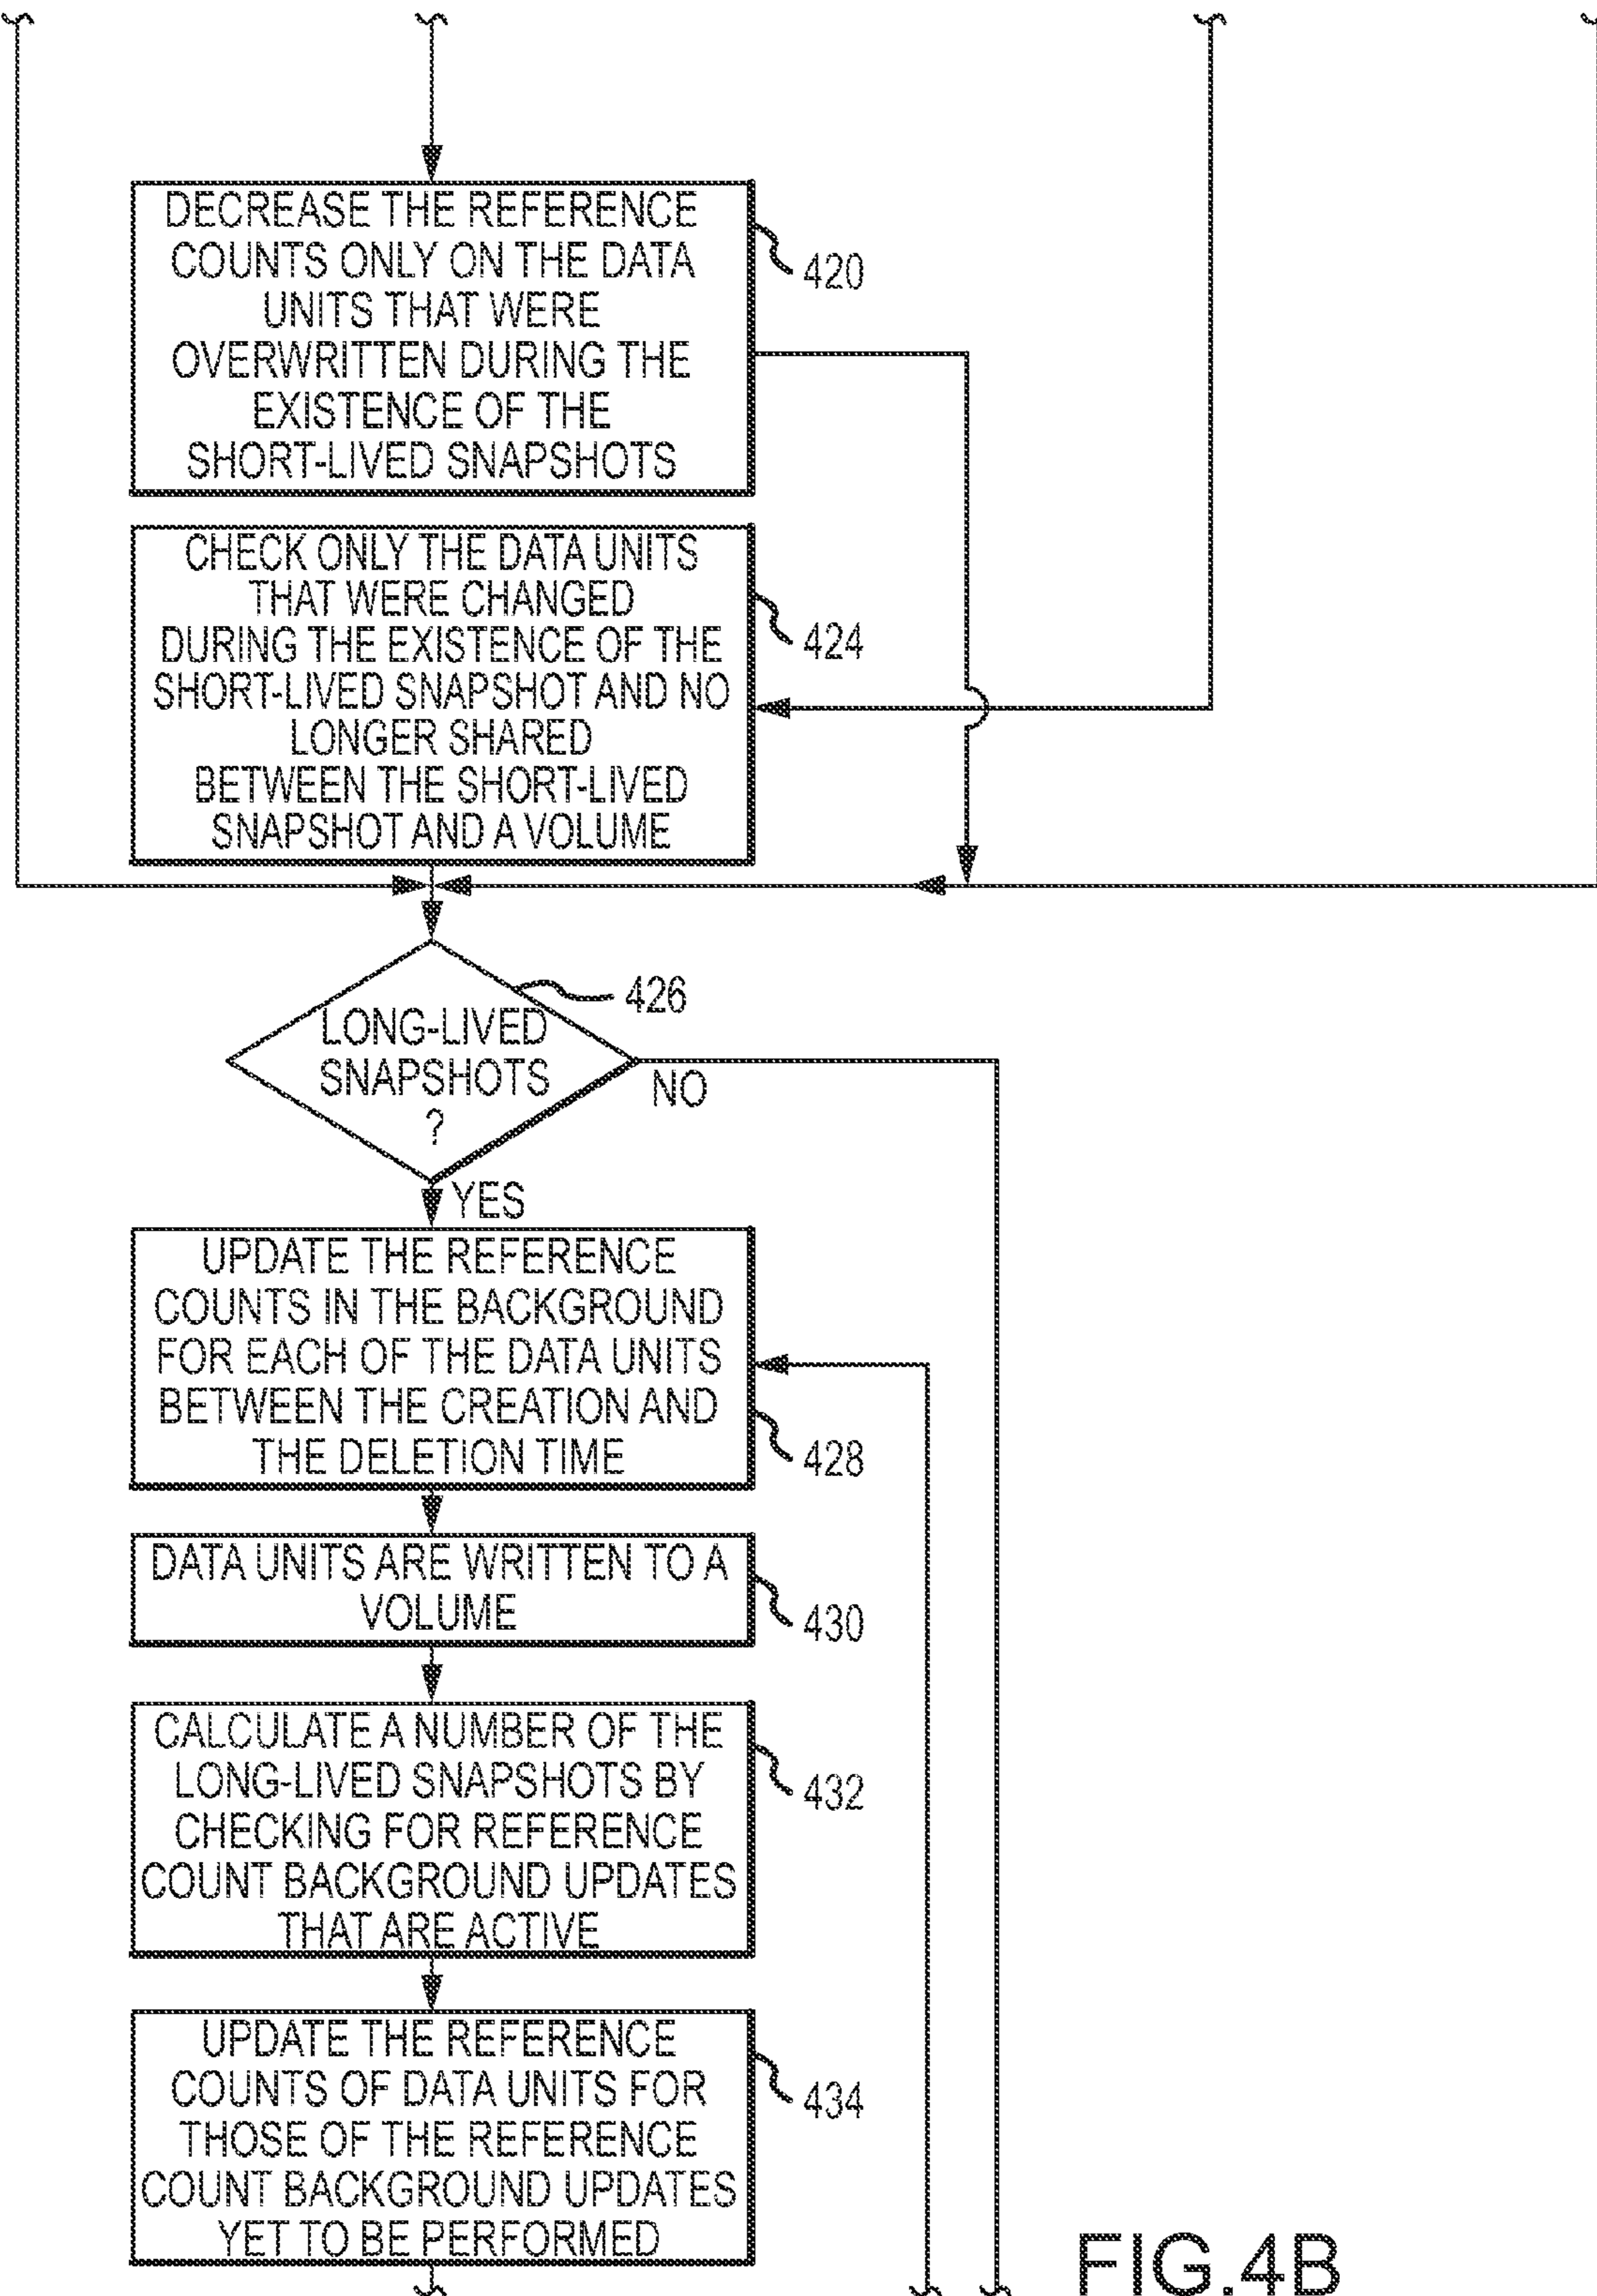 DECREASE THE REFERENCE
COUNTS ONLY ON THE DATA
UNITS THAT WERE
OVERWRITTEN DURING THE
EXISTENCE OF THE
SHORT-LIVED SNAPSHOTS
420
CHECK ONLY THE DATA UNITS
THAT WERE CHANGED
DURING THE EXISTENCE OF THE
SHORT-LIVED SNAPSHOT AND NO
LONGER SHARED
BETWEEN THE SHORT-LIVED
SNAPSHOT AND A VOLUME
424
426
LONG-LIVED
SNAPSHOTS
?
NO
YES
UPDATE THE REFERENCE
COUNTS IN THE BACKGROUND
FOR EACH OF THE DATA UNITS
BETWEEN THE CREATION AND
THE DELETION TIME
428
DATA UNITS ARE WRITTEN TO A
VOLUME
430
CALCULATE A NUMBER OF THE
LONG-LIVED SNAPSHOTS BY
CHECKING FOR REFERENCE
COUNT BACKGROUND UPDATES
THAT ARE ACTIVE
432
UPDATE THE REFERENCE
COUNTS OF DATA UNITS FOR
THOSE OF THE REFERENCE
COUNT BACKGROUND UPDATES
YET TO BE PERFORMED
434
FIG.4B